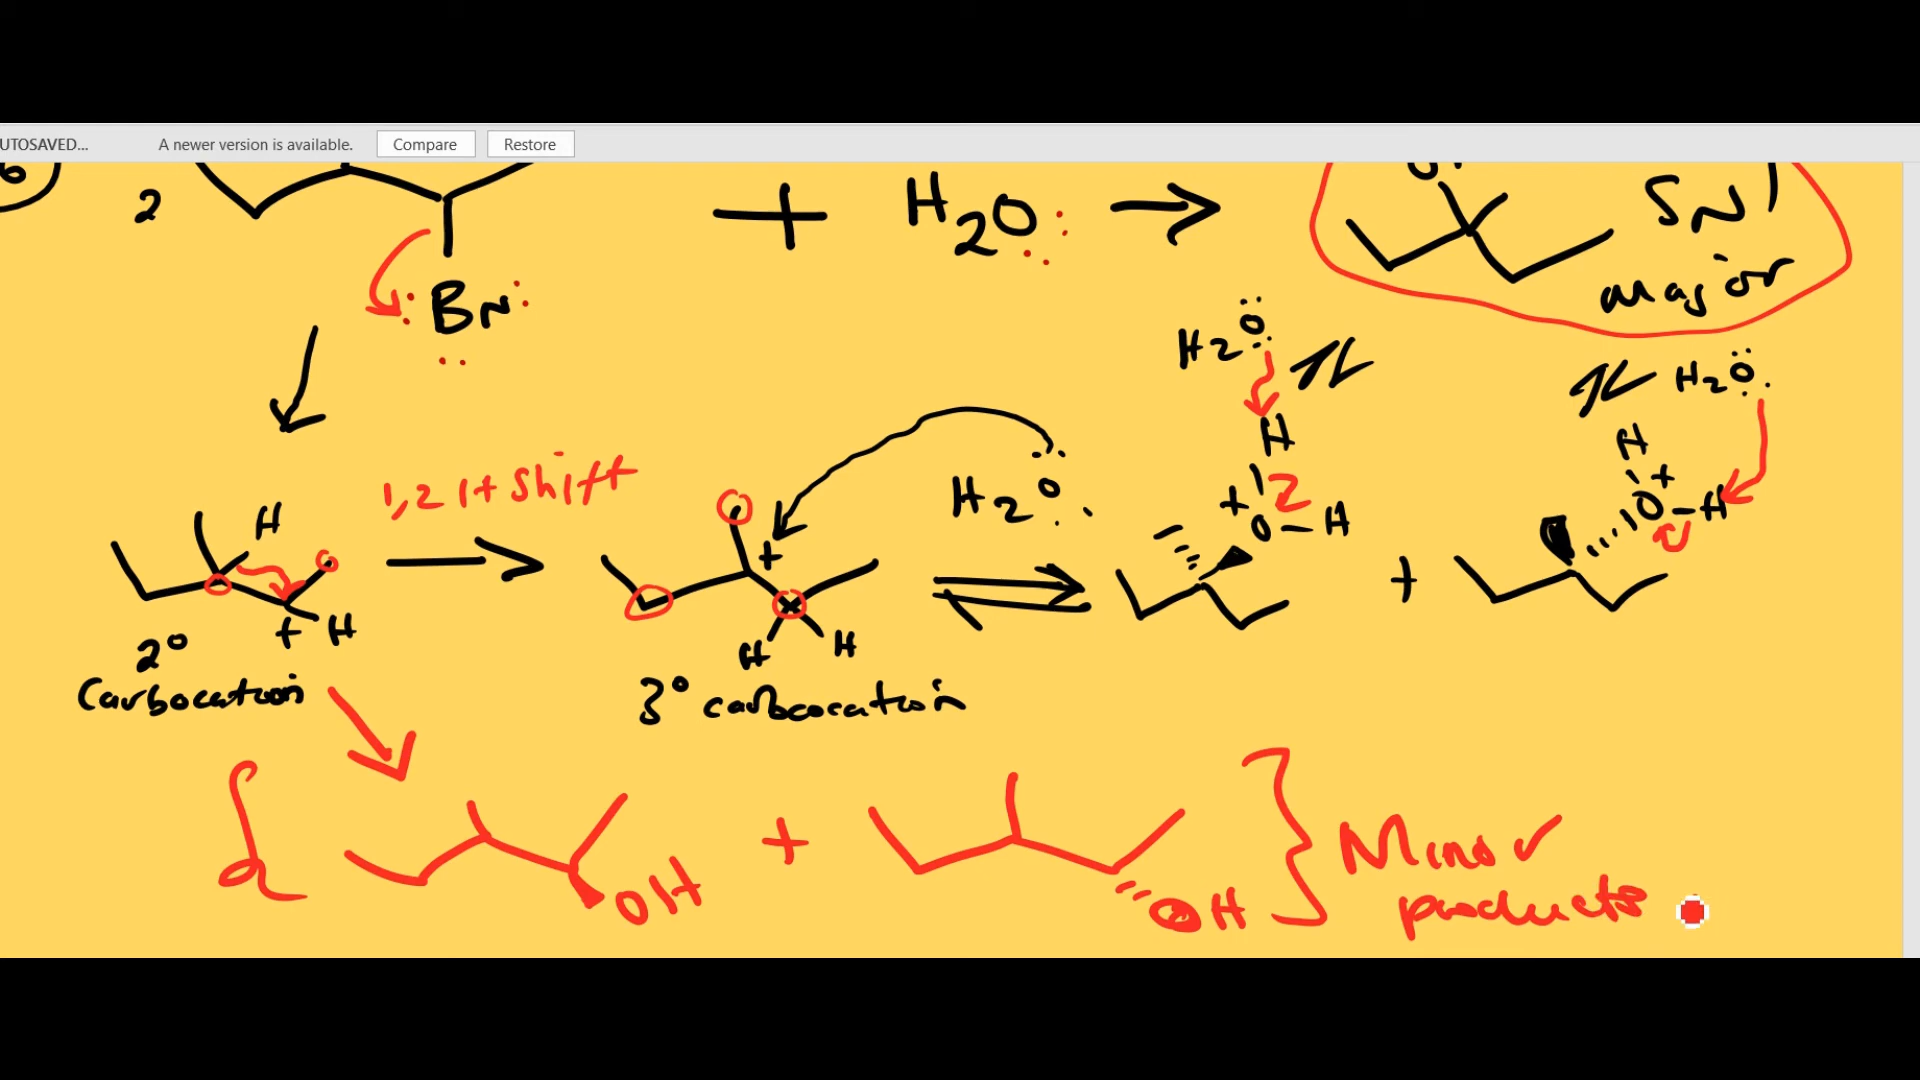 UTOSAVED... A newer version is available. Compare Restore
6 2 + H2O: → SN1
major
:Br:
H2O
H2O
H
H
1,2 H shift
H2O
+ O-H
+ O-H
H
+
+ H
+
2°
H H
Carbocation
3° carbocation
OH + OH } Minor
products